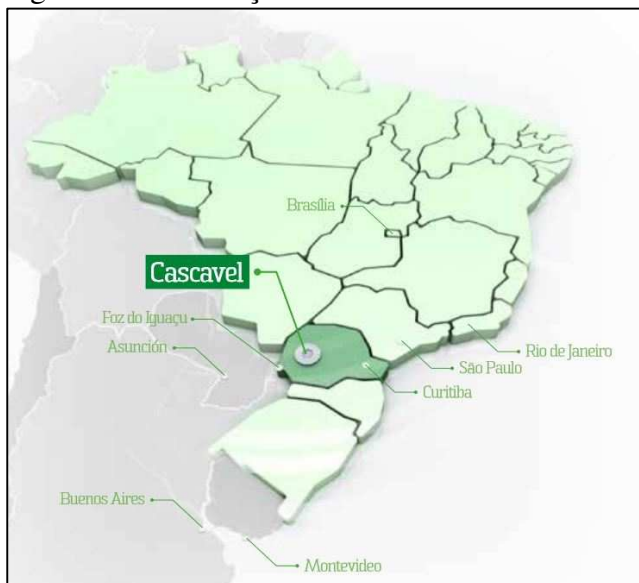 Brasília
Cascavel
Foz do Iguaçu
Asunción
Rio de Janeiro
São Paulo
Curitiba
Buenos Aires
Montevideo